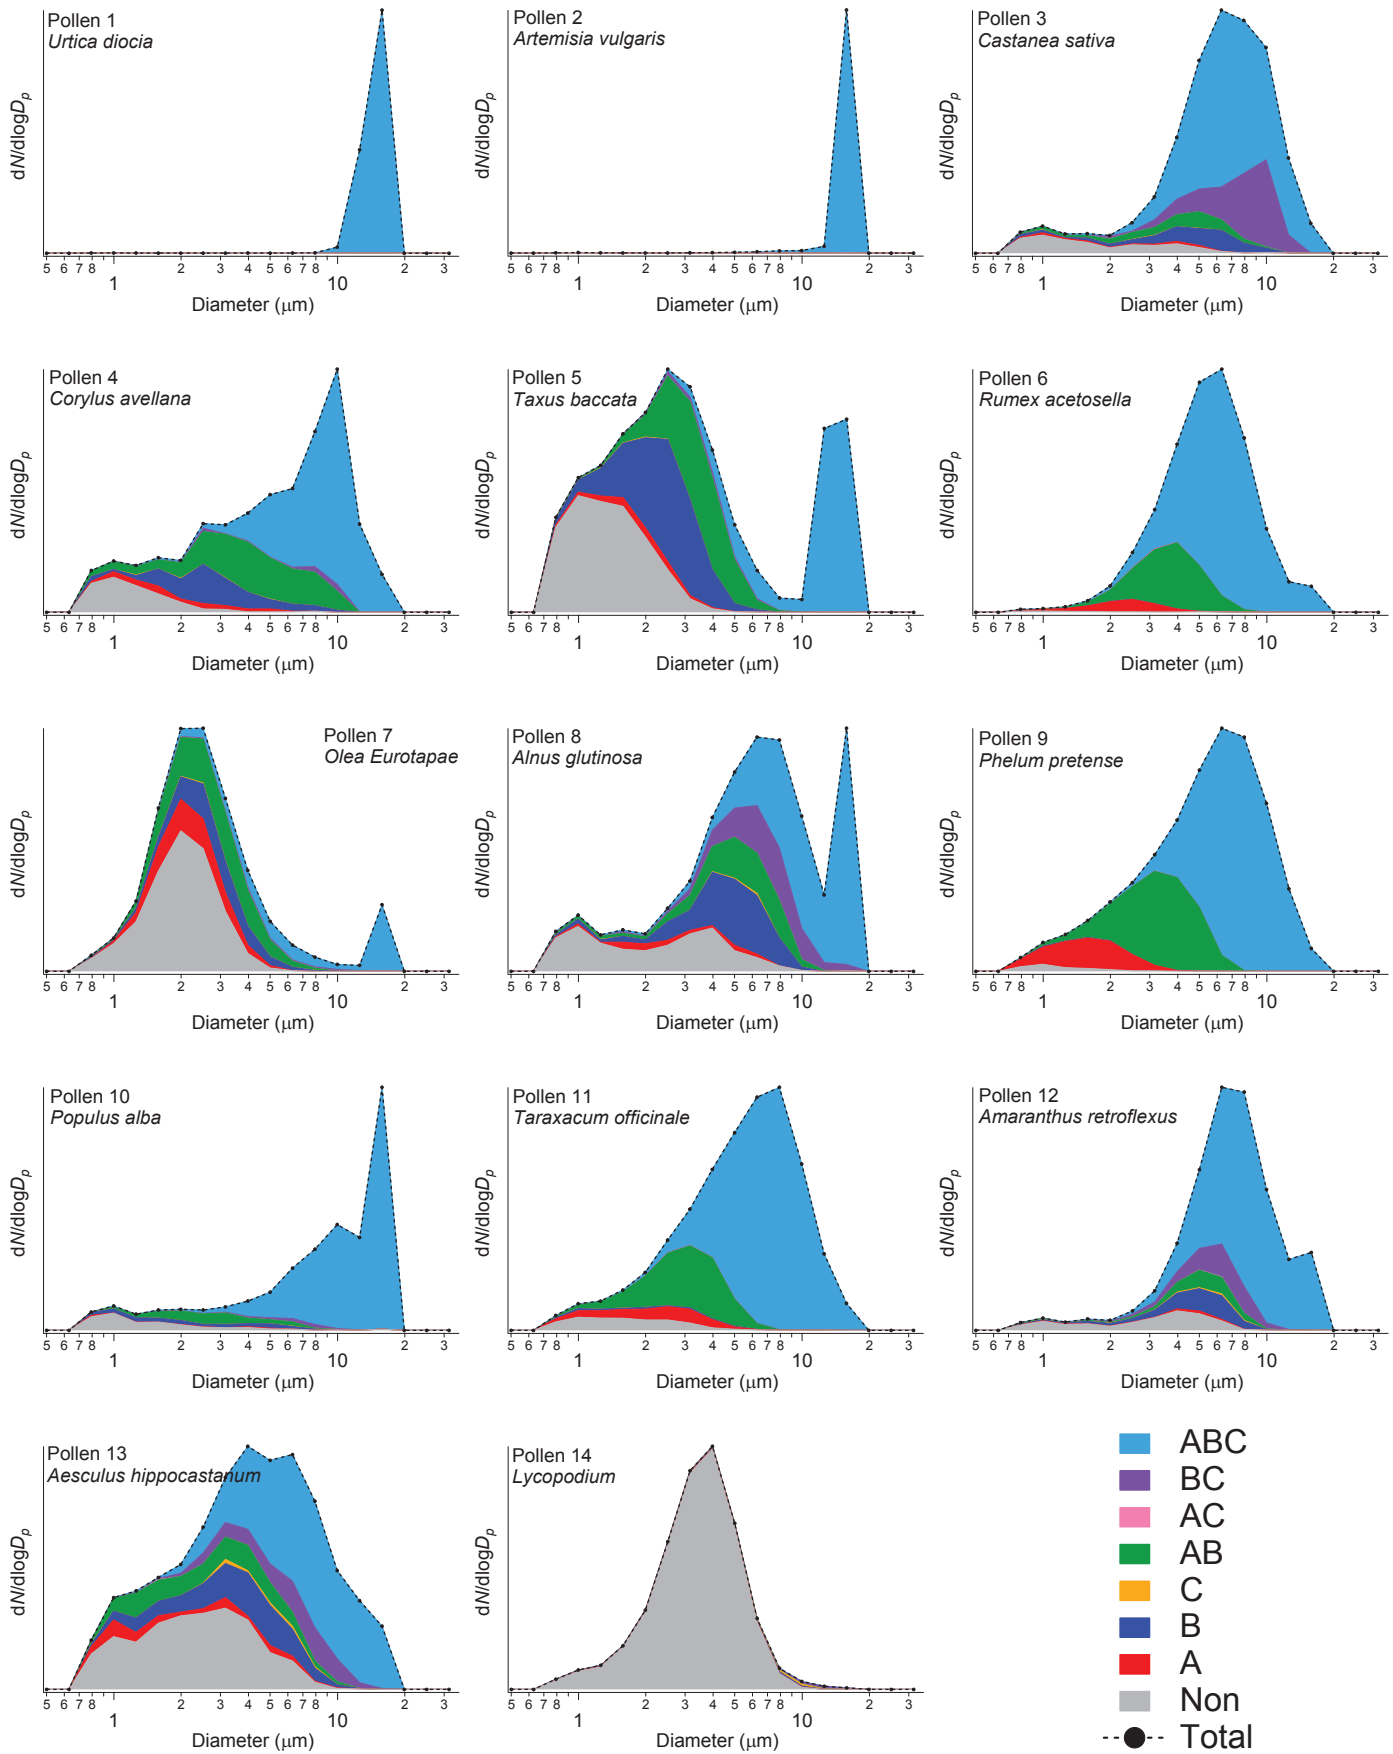 Pollen 1
Urtica diocia
dN/dlogDp
5 6 7 8 2 3 4 5 6 7 8 2 3
1 10
Diameter (μm)
Pollen 2
Artemisia vulgaris
dN/dlogDp
5 6 7 8 2 3 4 5 6 7 8 2 3
1 10
Diameter (μm)
Pollen 3
Castanea sativa
dN/dlogDp
5 6 7 8 2 3 4 5 6 7 8 2 3
1 10
Diameter (μm)
Pollen 4
Corylus avellana
dN/dlogDp
5 6 7 8 2 3 4 5 6 7 8 2 3
1 10
Diameter (μm)
Pollen 5
Taxus baccata
dN/dlogDp
5 6 7 8 2 3 4 5 6 7 8 2 3
1 10
Diameter (μm)
Pollen 6
Rumex acetosella
dN/dlogDp
5 6 7 8 2 3 4 5 6 7 8 2 3
1 10
Diameter (μm)
Pollen 7
Olea Eurotapae
dN/dlogDp
5 6 7 8 2 3 4 5 6 7 8 2 3
1 10
Diameter (μm)
Pollen 8
Alnus glutinosa
dN/dlogDp
5 6 7 8 2 3 4 5 6 7 8 2 3
1 10
Diameter (μm)
Pollen 9
Phelum pretense
dN/dlogDp
5 6 7 8 2 3 4 5 6 7 8 2 3
1 10
Diameter (μm)
Pollen 10
Populus alba
dN/dlogDp
5 6 7 8 2 3 4 5 6 7 8 2 3
1 10
Diameter (μm)
Pollen 11
Taraxacum officinale
dN/dlogDp
5 6 7 8 2 3 4 5 6 7 8 2 3
1 10
Diameter (μm)
Pollen 12
Amaranthus retroflexus
dN/dlogDp
5 6 7 8 2 3 4 5 6 7 8 2 3
1 10
Diameter (μm)
Pollen 13
Aesculus hippocastanum
dN/dlogDp
5 6 7 8 2 3 4 5 6 7 8 2 3
1 10
Diameter (μm)
Pollen 14
Lycopodium
dN/dlogDp
5 6 7 8 2 3 4 5 6 7 8 2 3
1 10
Diameter (μm)
ABC
BC
AC
AB
C
B
A
Non
Total